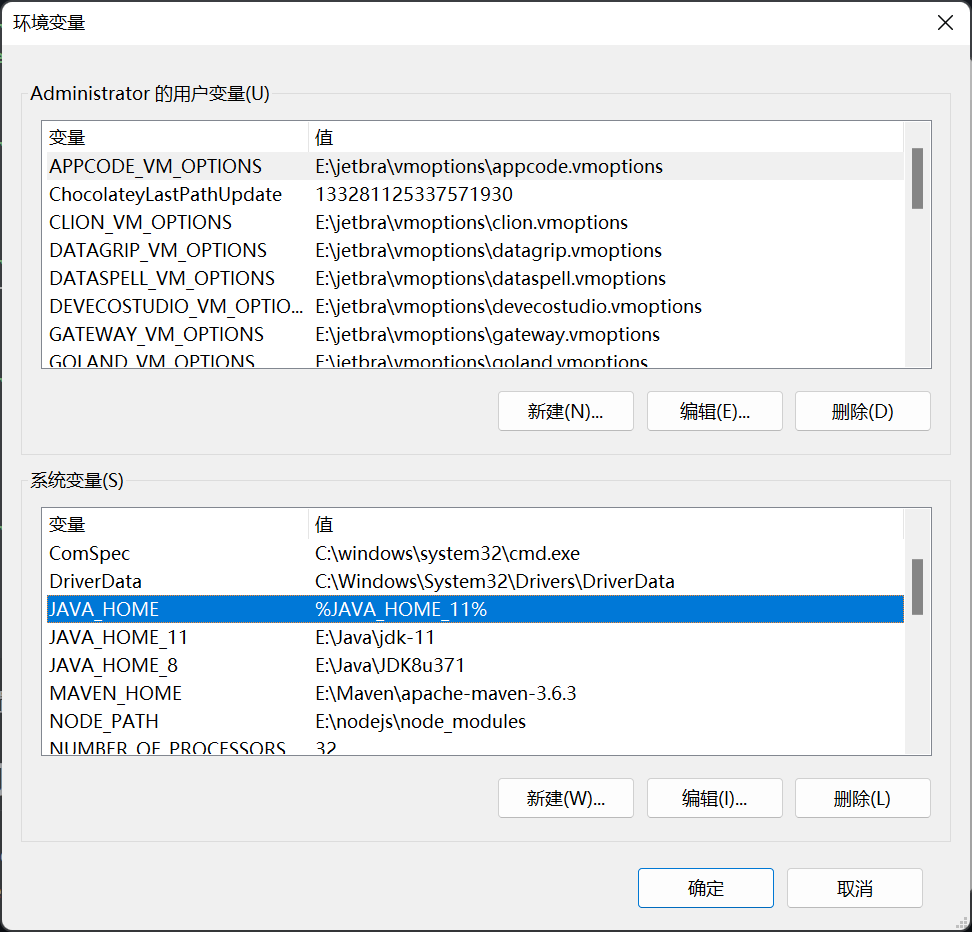 环境变量
Administrator 的用户变量(U)
变量 值
APPCODE_VM_OPTIONS E:\jetbra\vmoptions\appcode.vmoptions
ChocolateyLastPathUpdate 133281125337571930
CLION_VM_OPTIONS E:\jetbra\vmoptions\clion.vmoptions
DATAGRIP_VM_OPTIONS E:\jetbra\vmoptions\datagrip.vmoptions
DATASPELL_VM_OPTIONS E:\jetbra\vmoptions\dataspell.vmoptions
DEVECOSTUDIO_VM_OPTIO... E:\jetbra\vmoptions\devecostudio.vmoptions
GATEWAY_VM_OPTIONS E:\jetbra\vmoptions\gateway.vmoptions
GOLAND_VM_OPTIONS E:\jetbra\vmoptions\goland.vmoptions
新建(N)... 编辑(E)... 删除(D)
系统变量(S)
变量 值
ComSpec C:\windows\system32\cmd.exe
DriverData C:\Windows\System32\Drivers\DriverData
JAVA_HOME %JAVA_HOME_11%
JAVA_HOME_11 E:\Java\jdk-11
JAVA_HOME_8 E:\Java\JDK8u371
MAVEN_HOME E:\Maven\apache-maven-3.6.3
NODE_PATH E:\nodejs\node_modules
NUMBER_OF_PROCESSORS 32
新建(W)... 编辑(I)... 删除(L)
确定 取消